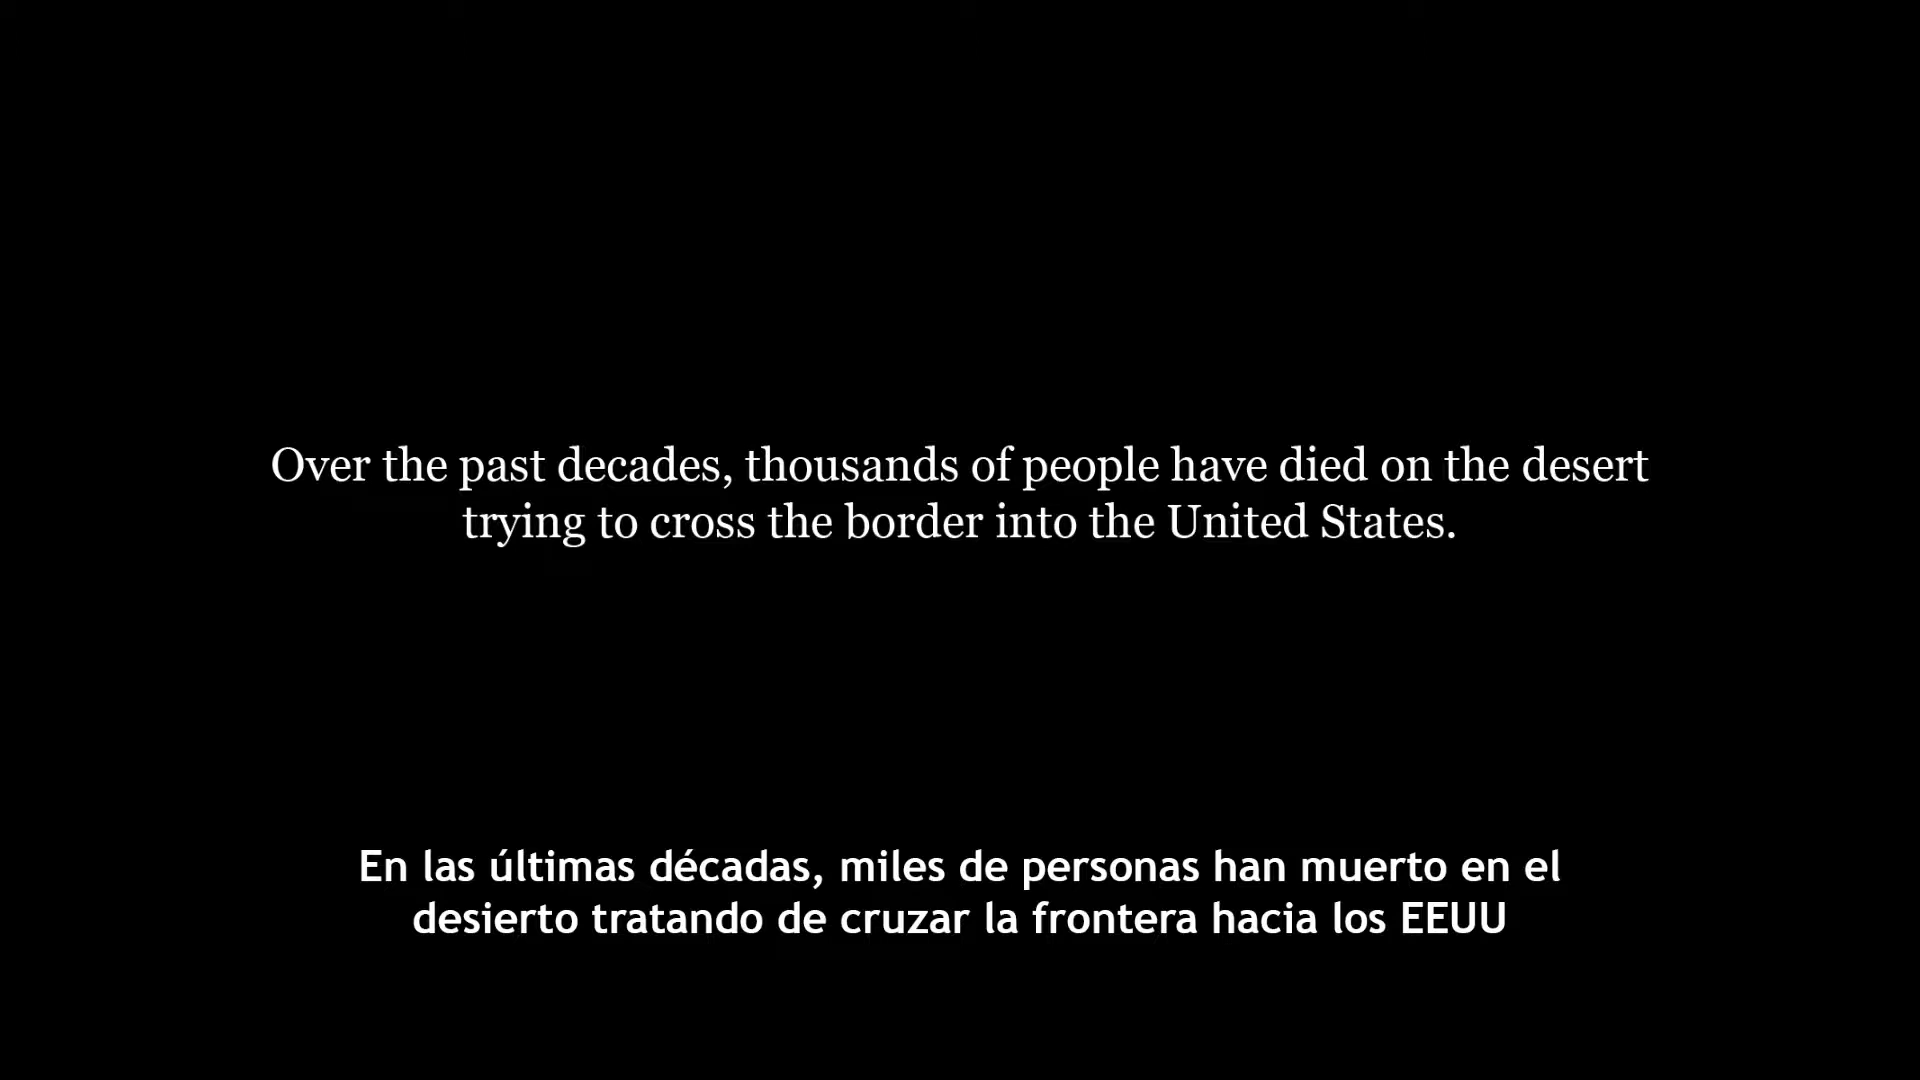 Over the past decades, thousands of people have died on the desert
trying to cross the border into the United States.
En las últimas décadas, miles de personas han muerto en el
desierto tratando de cruzar la frontera hacia los EEUU